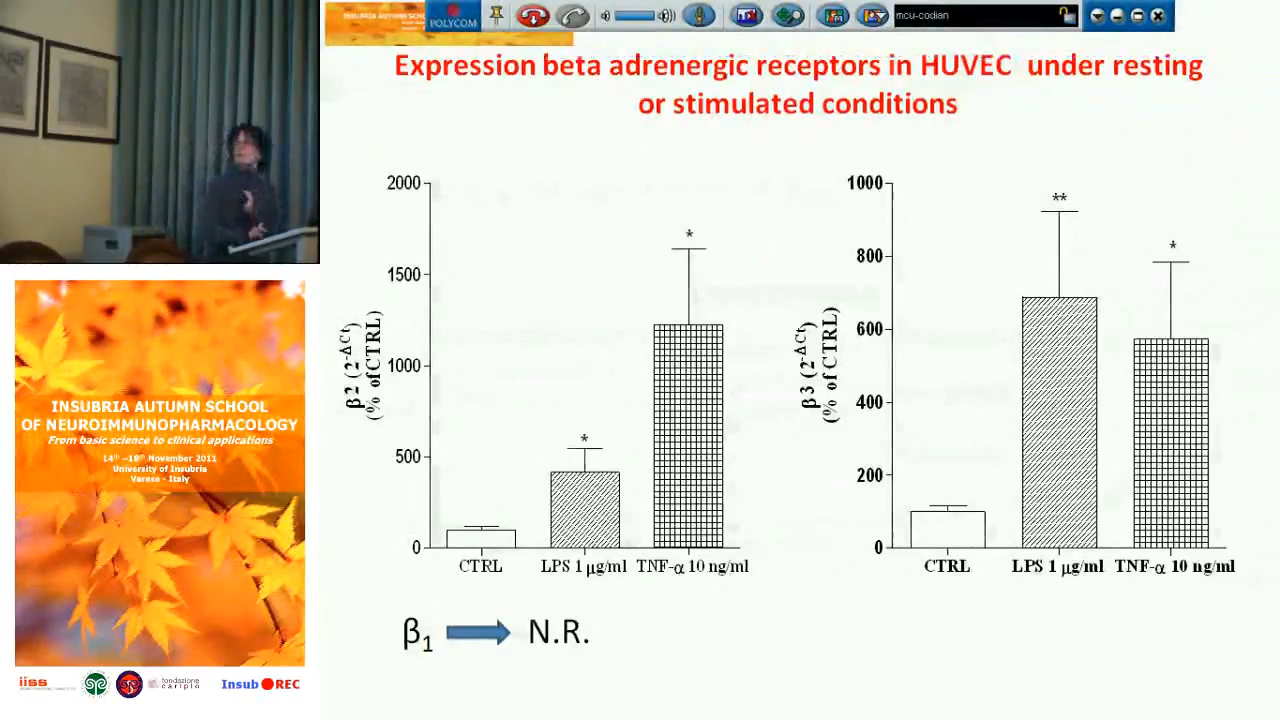 POLYCOM
mcu-codian
Expression beta adrenergic receptors in HUVEC under resting
or stimulated conditions
2000
1500
1000
500
0
β2 (2^-ΔCt)
(% of CTRL)
CTRL
LPS 1 μg/ml
TNF-α 10 ng/ml
*
*
1000
800
600
400
200
0
β3 (2^-ΔCt)
(% of CTRL)
CTRL
LPS 1 μg/ml
TNF-α 10 ng/ml
**
*
β1
N.R.
INSUBRIA AUTUMN SCHOOL
OF NEUROIMMUNOPHARMACOLOGY
From basic science to clinical applications
14th –18th November 2011
University of Insubria
Varese - Italy
iiss
fondazione
cariplo
Insub REC